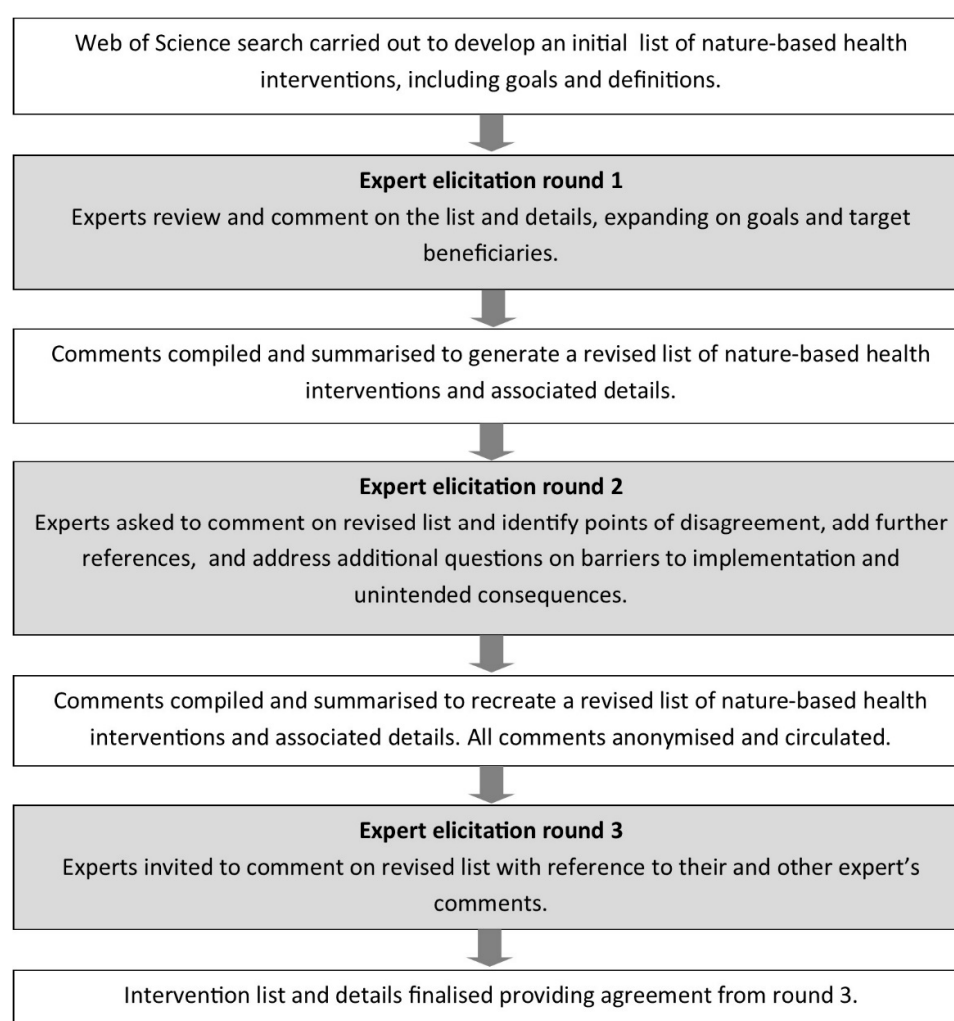 Web of Science search carried out to develop an initial list of nature-based health
interventions, including goals and definitions.
Expert elicitation round 1
Experts review and comment on the list and details, expanding on goals and target
beneficiaries.
Comments compiled and summarised to generate a revised list of nature-based health
interventions and associated details.
Expert elicitation round 2
Experts asked to comment on revised list and identify points of disagreement, add further
references, and address additional questions on barriers to implementation and
unintended consequences.
Comments compiled and summarised to recreate a revised list of nature-based health
interventions and associated details. All comments anonymised and circulated.
Expert elicitation round 3
Experts invited to comment on revised list with reference to their and other expert’s
comments.
Intervention list and details finalised providing agreement from round 3.